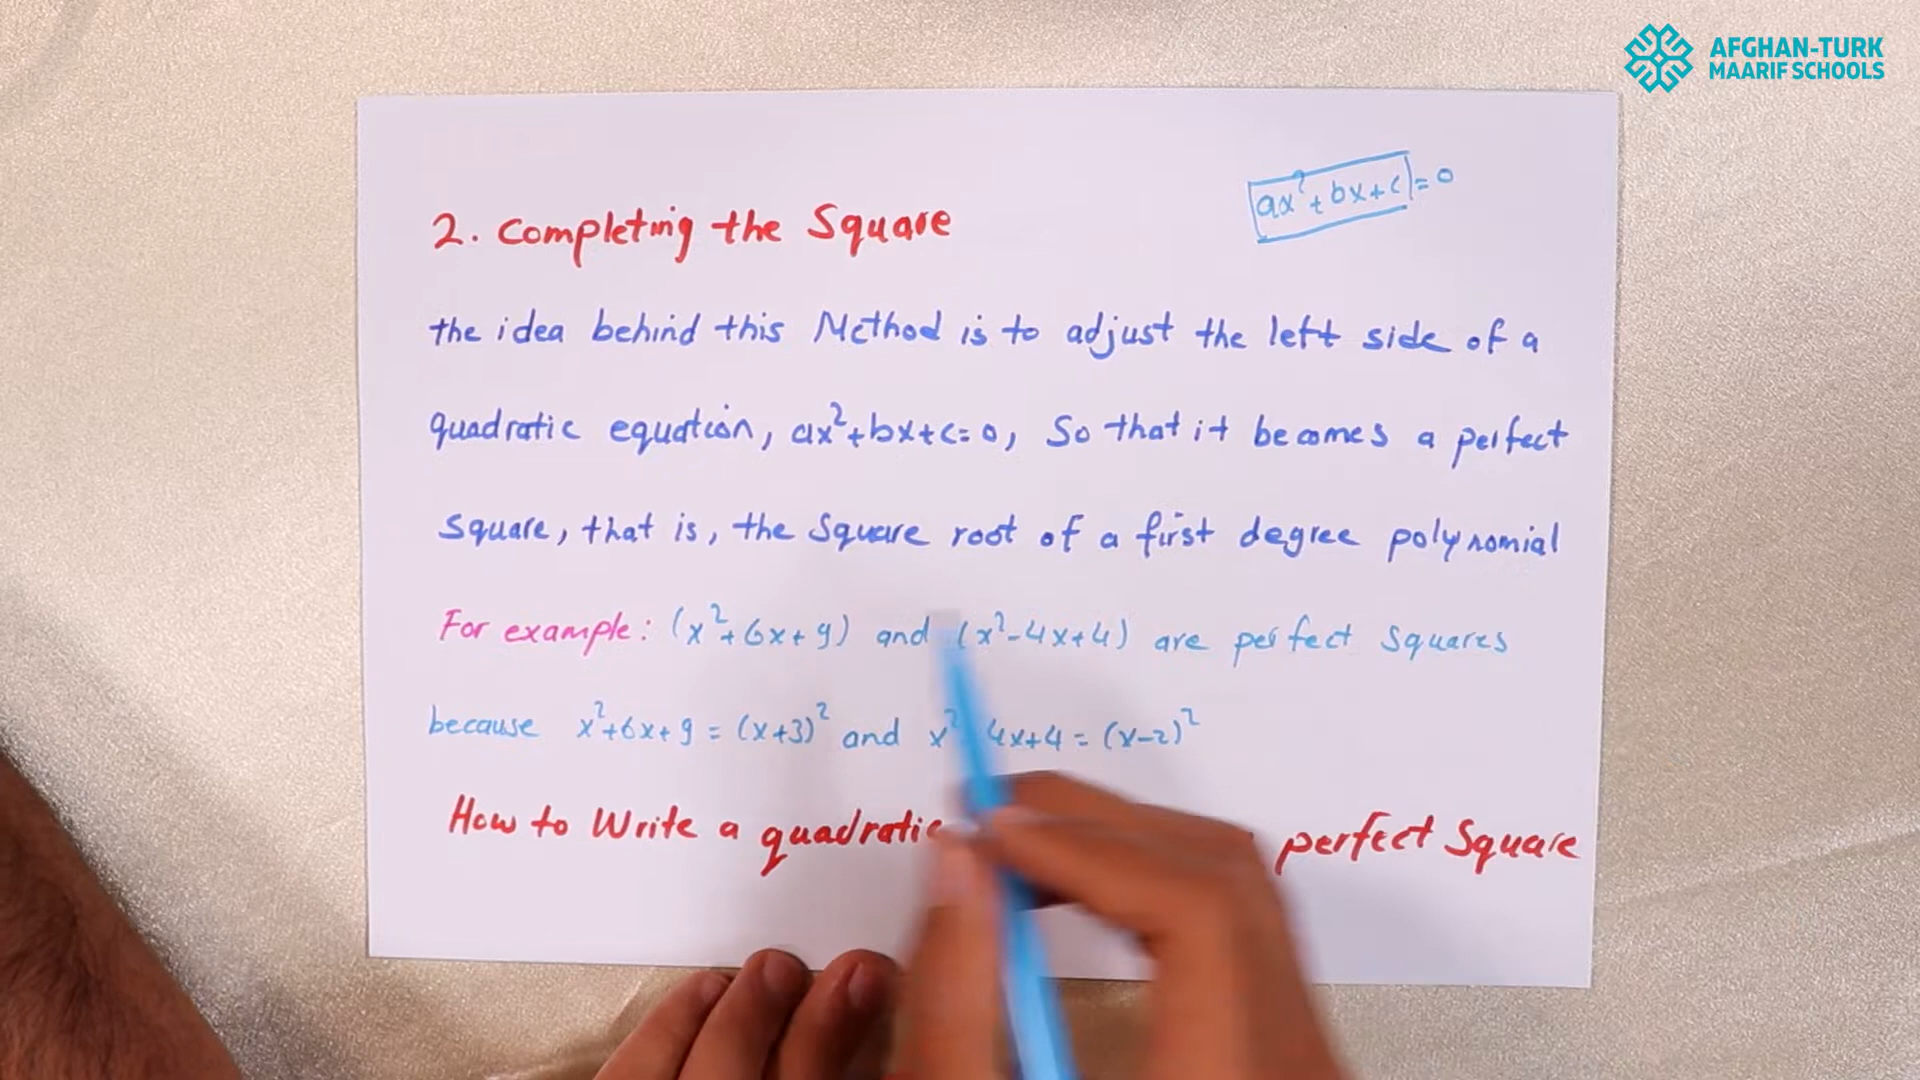 AFGHAN-TURK
MAARIF SCHOOLS
ax²+bx+c=0
2. Completing the Square
the idea behind this Method is to adjust the left side of a
quadratic equation, ax²+bx+c=0, So that it becomes a perfect
square, that is, the square root of a first degree polynomial
For example: (x²+6x+9) and (x²-4x+4) are perfect squares
because x²+6x+9=(x+3)² and x² 4x+4=(x-2)²
How to Write a quadratic perfect Square